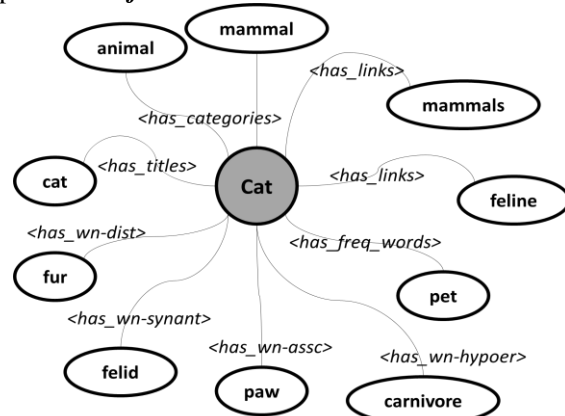 mammal
animal
<has_links>
mammals
<has_categories>
cat
<has_titles>
Cat
<has_links>
feline
<has_wn-dist>
<has_freq_words>
fur
pet
<has_wn-synant>
<has_wn-assc>
<has_wn-hypoer>
felid
paw
carnivore